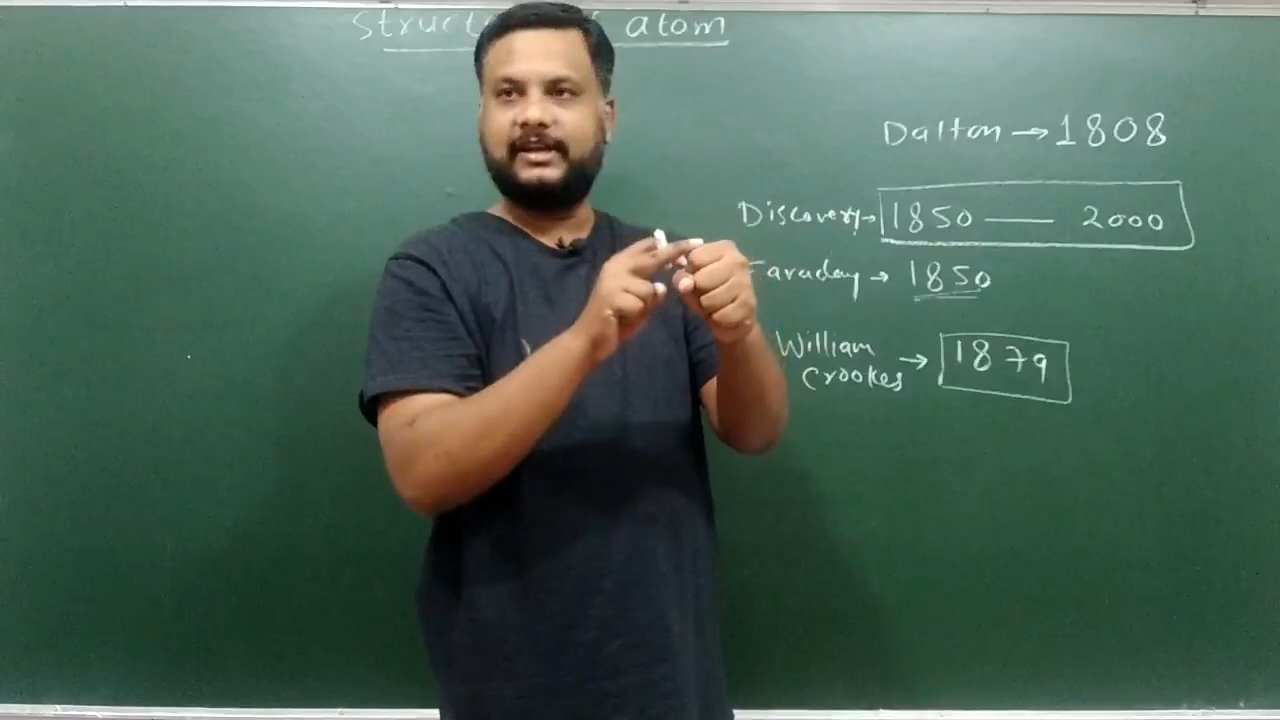 atom
Dalton → 1808
Discovery → 1850 — 2000
Faraday → 1850
William
Crookes → 1879